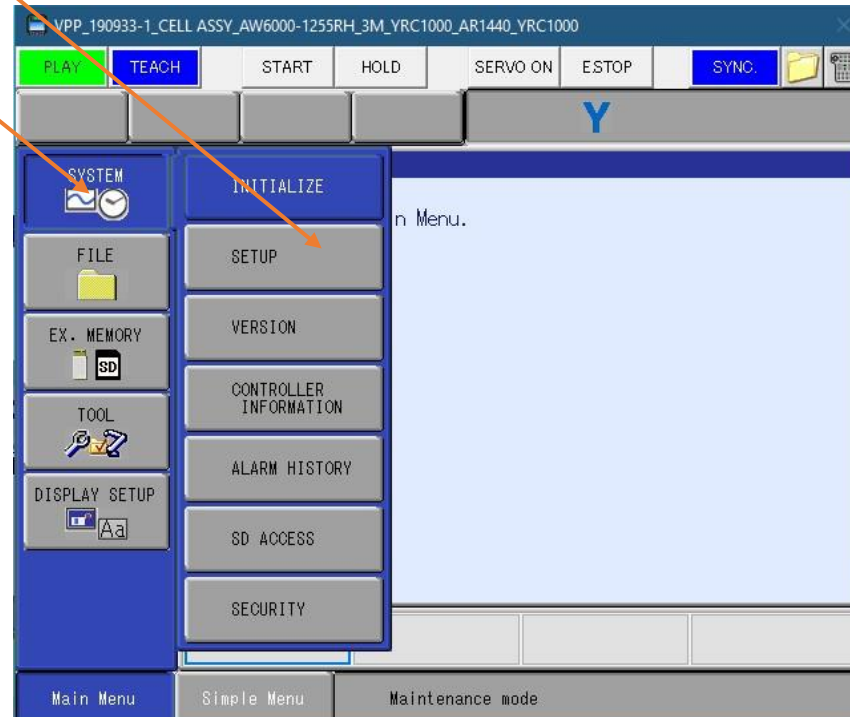 VPP_190933-1_CELL ASSY_AW6000-1255RH_3M_YRC1000_AR1440_YRC1000
PLAY TEACH START HOLD SERVO ON E.STOP SYNC.
Y
SYSTEM
FILE
EX. MEMORY
SD
TOOL
DISPLAY SETUP
Aa
INITIALIZE
SETUP
VERSION
CONTROLLER
INFORMATION
ALARM HISTORY
SD ACCESS
SECURITY
n Menu.
Main Menu Simple Menu Maintenance mode